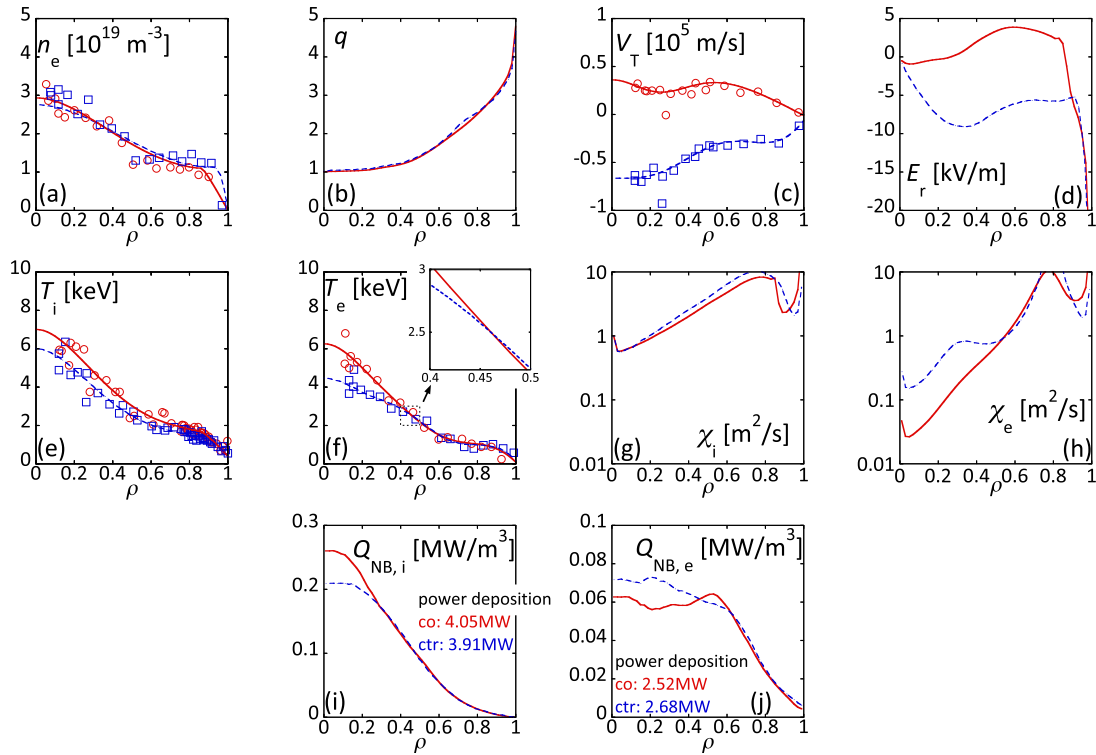 n_e [10^19 m^-3]
5
4
3
2
1
0
(a)
0 0.2 0.4 0.6 0.8 1
ρ
q
5
4
3
2
1
0
(b)
0 0.2 0.4 0.6 0.8 1
ρ
V_T [10^5 m/s]
1
0.5
0
-0.5
-1
(c)
0 0.2 0.4 0.6 0.8 1
ρ
5
0
-5
-10
-15
-20
E_r [kV/m]
(d)
0 0.2 0.4 0.6 0.8 1
ρ
T_i [keV]
10
8
6
4
2
0
(e)
0 0.2 0.4 0.6 0.8 1
ρ
T_e [keV]
10
8
6
4
2
0
3
2.5
0.4 0.45 0.5
(f)
0 0.2 0.4 0.6 0.8 1
ρ
10
1
0.1
0.01
(g)
χ_i [m^2/s]
0 0.2 0.4 0.6 0.8 1
ρ
10
1
0.1
0.01
χ_e [m^2/s]
(h)
0 0.2 0.4 0.6 0.8 1
ρ
Q_NB, i [MW/m^3]
0.3
0.2
0.1
0
power deposition
co: 4.05MW
ctr: 3.91MW
(i)
0 0.2 0.4 0.6 0.8 1
ρ
Q_NB, e [MW/m^3]
0.1
0.08
0.06
0.04
0.02
0
power deposition
co: 2.52MW
ctr: 2.68MW
(j)
0 0.2 0.4 0.6 0.8 1
ρ